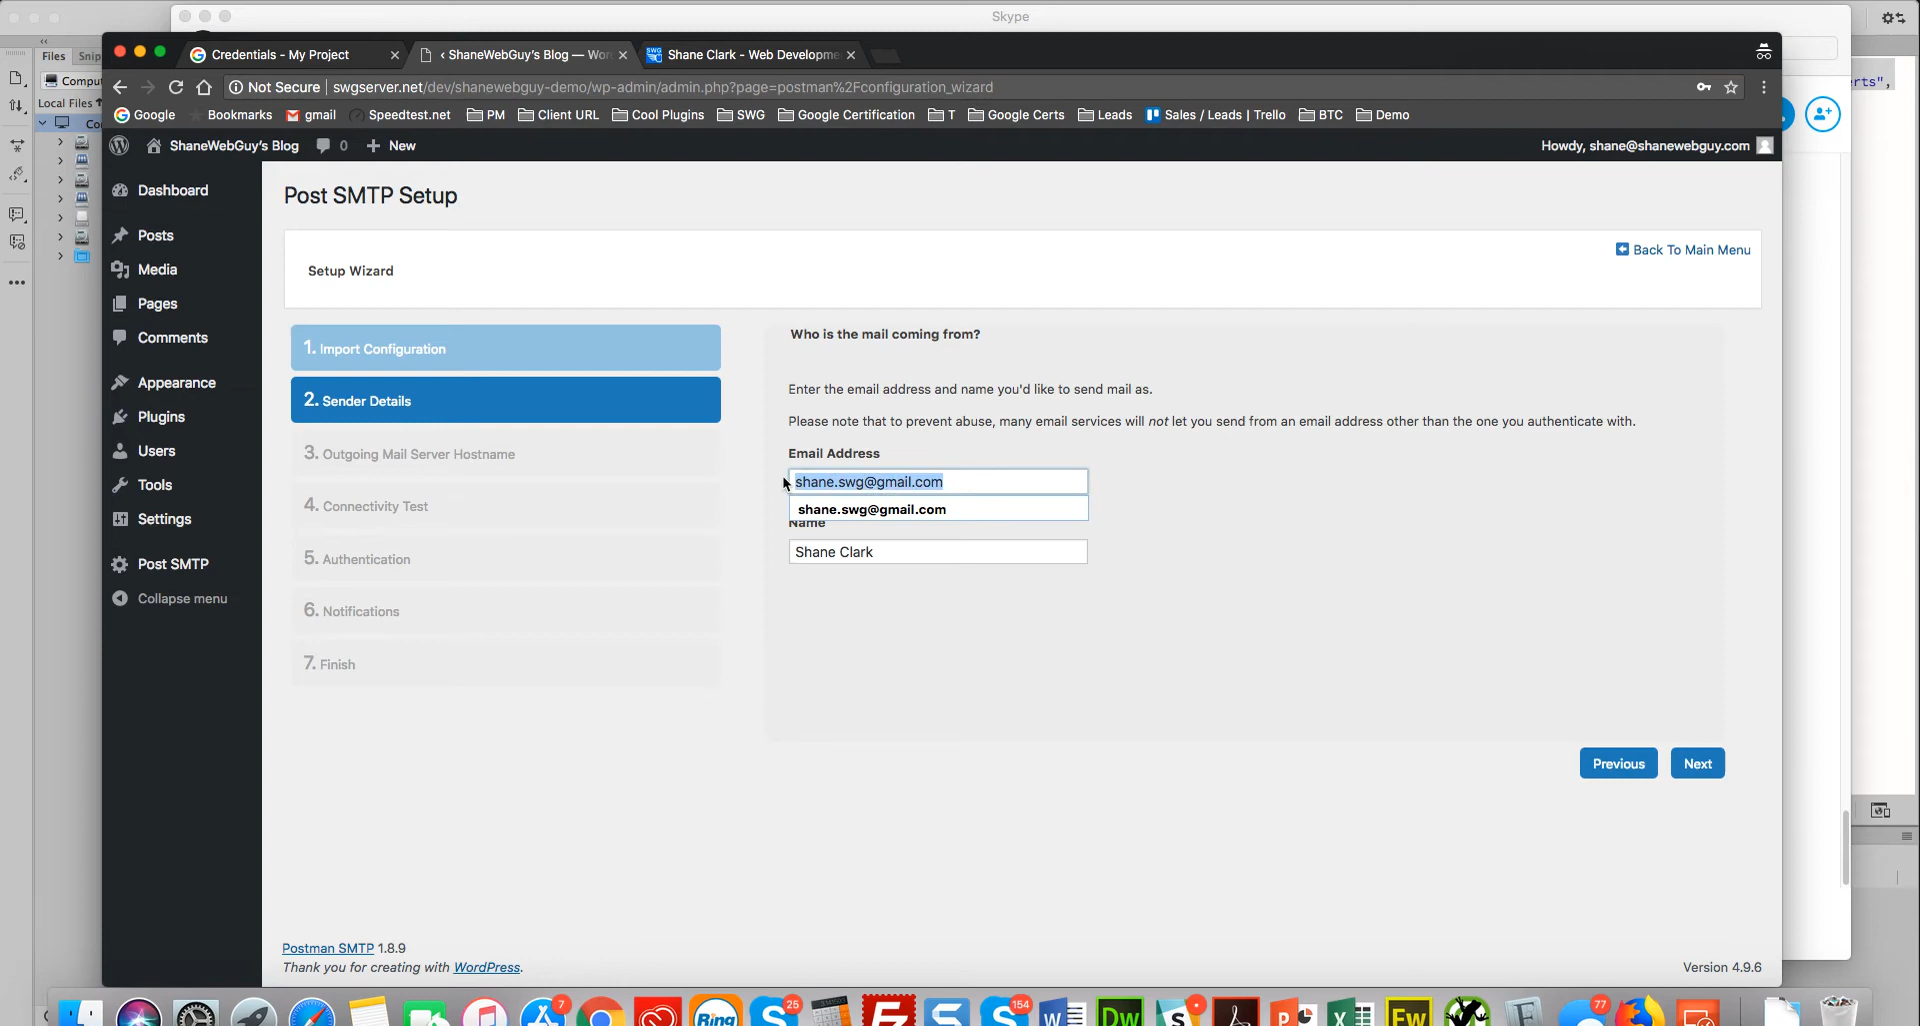 Skype
Files Snip
Compu
Local Files
Co
rts",
Credentials - My Project
‹ ShaneWebGuy's Blog — Wor
Shane Clark - Web Developme
Not Secure | swgserver.net/dev/shanewebguy-demo/wp-admin/admin.php?page=postman%2Fconfiguration_wizard
Google Bookmarks gmail Speedtest.net PM Client URL Cool Plugins SWG Google Certification T Google Certs Leads Sales / Leads | Trello BTC Demo
ShaneWebGuy's Blog 0 + New
Howdy, shane@shanewebguy.com
Dashboard
Posts
Media
Pages
Comments
Appearance
Plugins
Users
Tools
Settings
Post SMTP
Collapse menu
Post SMTP Setup
Back To Main Menu
Setup Wizard
1. Import Configuration
2. Sender Details
3. Outgoing Mail Server Hostname
4. Connectivity Test
5. Authentication
6. Notifications
7. Finish
Who is the mail coming from?
Enter the email address and name you'd like to send mail as.
Please note that to prevent abuse, many email services will not let you send from an email address other than the one you authenticate with.
Email Address
shane.swg@gmail.com
shane.swg@gmail.com
Name
Shane Clark
Previous
Next
Postman SMTP 1.8.9
Thank you for creating with WordPress.
Version 4.9.6
7
Ring
25
154
W
Dw
S
P
X
Fw
F
77